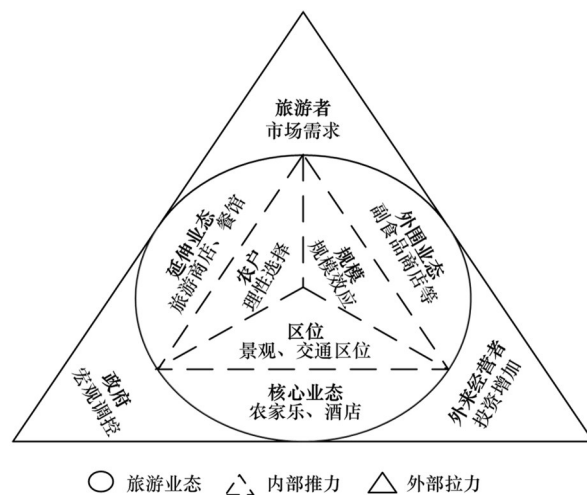 旅游者
市场需求
延伸业态
旅游商店、餐馆
农户
理性选择
规模
规模效应
外围业态
副食品商店等
区位
景观、交通区位
核心业态
农家乐、酒店
政府
宏观调控
外来经营者
投资增加
旅游业态 内部推力 外部拉力